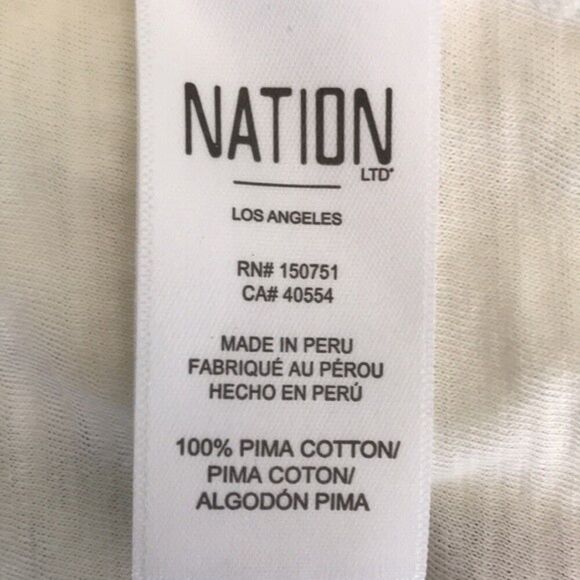 NATION
LTD®
LOS ANGELES
RN# 150751
CA# 40554
MADE IN PERU
FABRIQUÉ AU PÉROU
HECHO EN PERÚ
100% PIMA COTTON/
PIMA COTON/
ALGODÓN PIMA